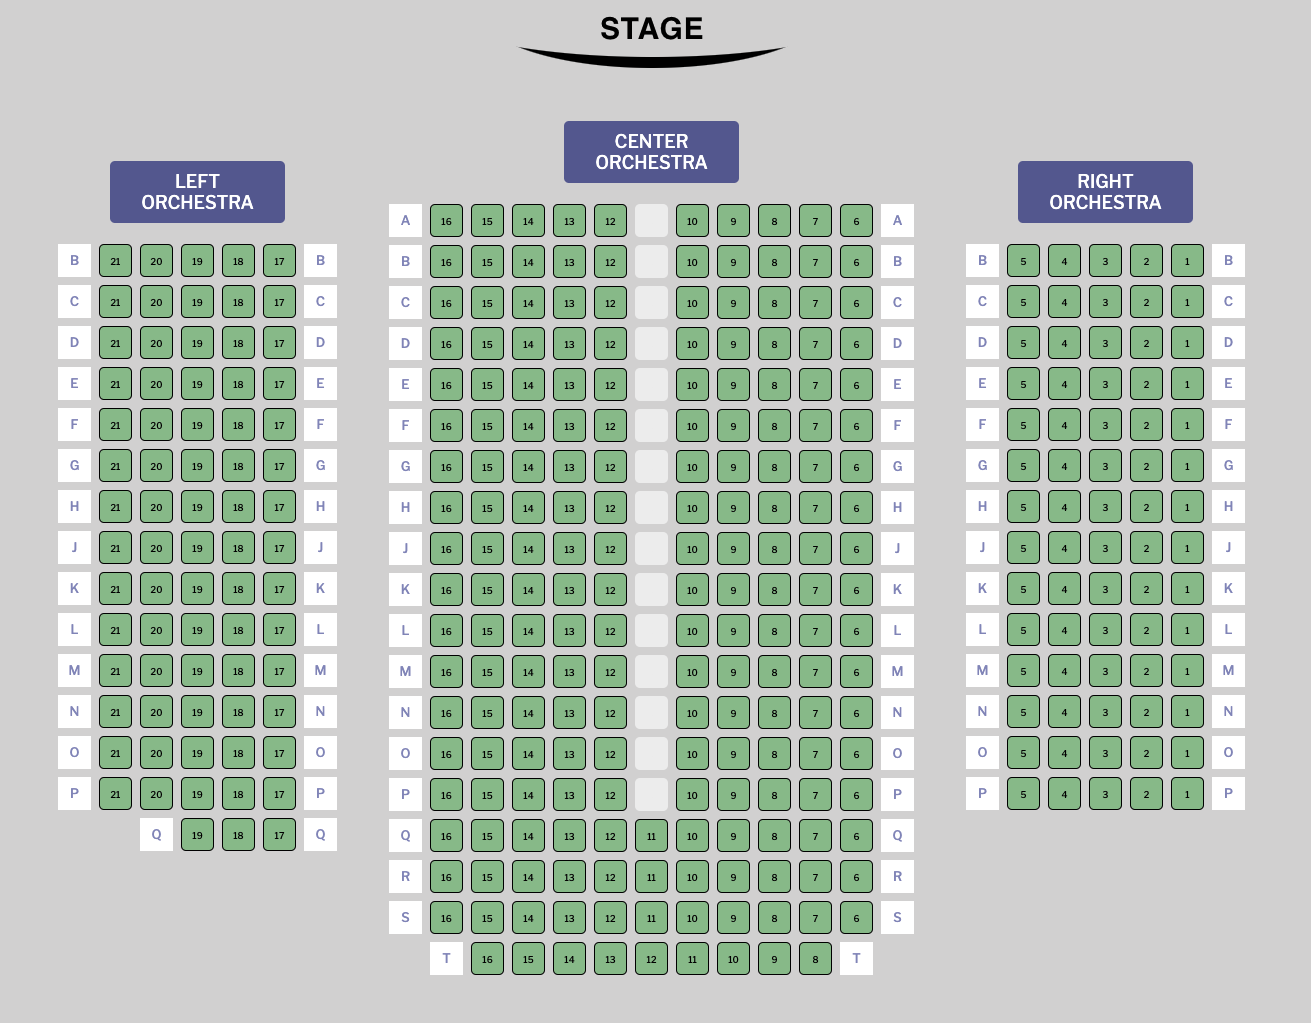 STAGE
CENTER
ORCHESTRA
LEFT
ORCHESTRA
RIGHT
ORCHESTRA
A 16 15 14 13 12 10 9 8 7 6 A
B 21 20 19 18 17 B B 16 15 14 13 12 10 9 8 7 6 B B 5 4 3 2 1 B
C 21 20 19 18 17 C C 16 15 14 13 12 10 9 8 7 6 C C 5 4 3 2 1 C
D 21 20 19 18 17 D D 16 15 14 13 12 10 9 8 7 6 D D 5 4 3 2 1 D
E 21 20 19 18 17 E E 16 15 14 13 12 10 9 8 7 6 E E 5 4 3 2 1 E
F 21 20 19 18 17 F F 16 15 14 13 12 10 9 8 7 6 F F 5 4 3 2 1 F
G 21 20 19 18 17 G G 16 15 14 13 12 10 9 8 7 6 G G 5 4 3 2 1 G
H 21 20 19 18 17 H H 16 15 14 13 12 10 9 8 7 6 H H 5 4 3 2 1 H
J 21 20 19 18 17 J J 16 15 14 13 12 10 9 8 7 6 J J 5 4 3 2 1 J
K 21 20 19 18 17 K K 16 15 14 13 12 10 9 8 7 6 K K 5 4 3 2 1 K
L 21 20 19 18 17 L L 16 15 14 13 12 10 9 8 7 6 L L 5 4 3 2 1 L
M 21 20 19 18 17 M M 16 15 14 13 12 10 9 8 7 6 M M 5 4 3 2 1 M
N 21 20 19 18 17 N N 16 15 14 13 12 10 9 8 7 6 N N 5 4 3 2 1 N
O 21 20 19 18 17 O O 16 15 14 13 12 10 9 8 7 6 O O 5 4 3 2 1 O
P 21 20 19 18 17 P P 16 15 14 13 12 10 9 8 7 6 P P 5 4 3 2 1 P
Q 19 18 17 Q Q 16 15 14 13 12 11 10 9 8 7 6 Q
R 16 15 14 13 12 11 10 9 8 7 6 R
S 16 15 14 13 12 11 10 9 8 7 6 S
T 16 15 14 13 12 11 10 9 8 T